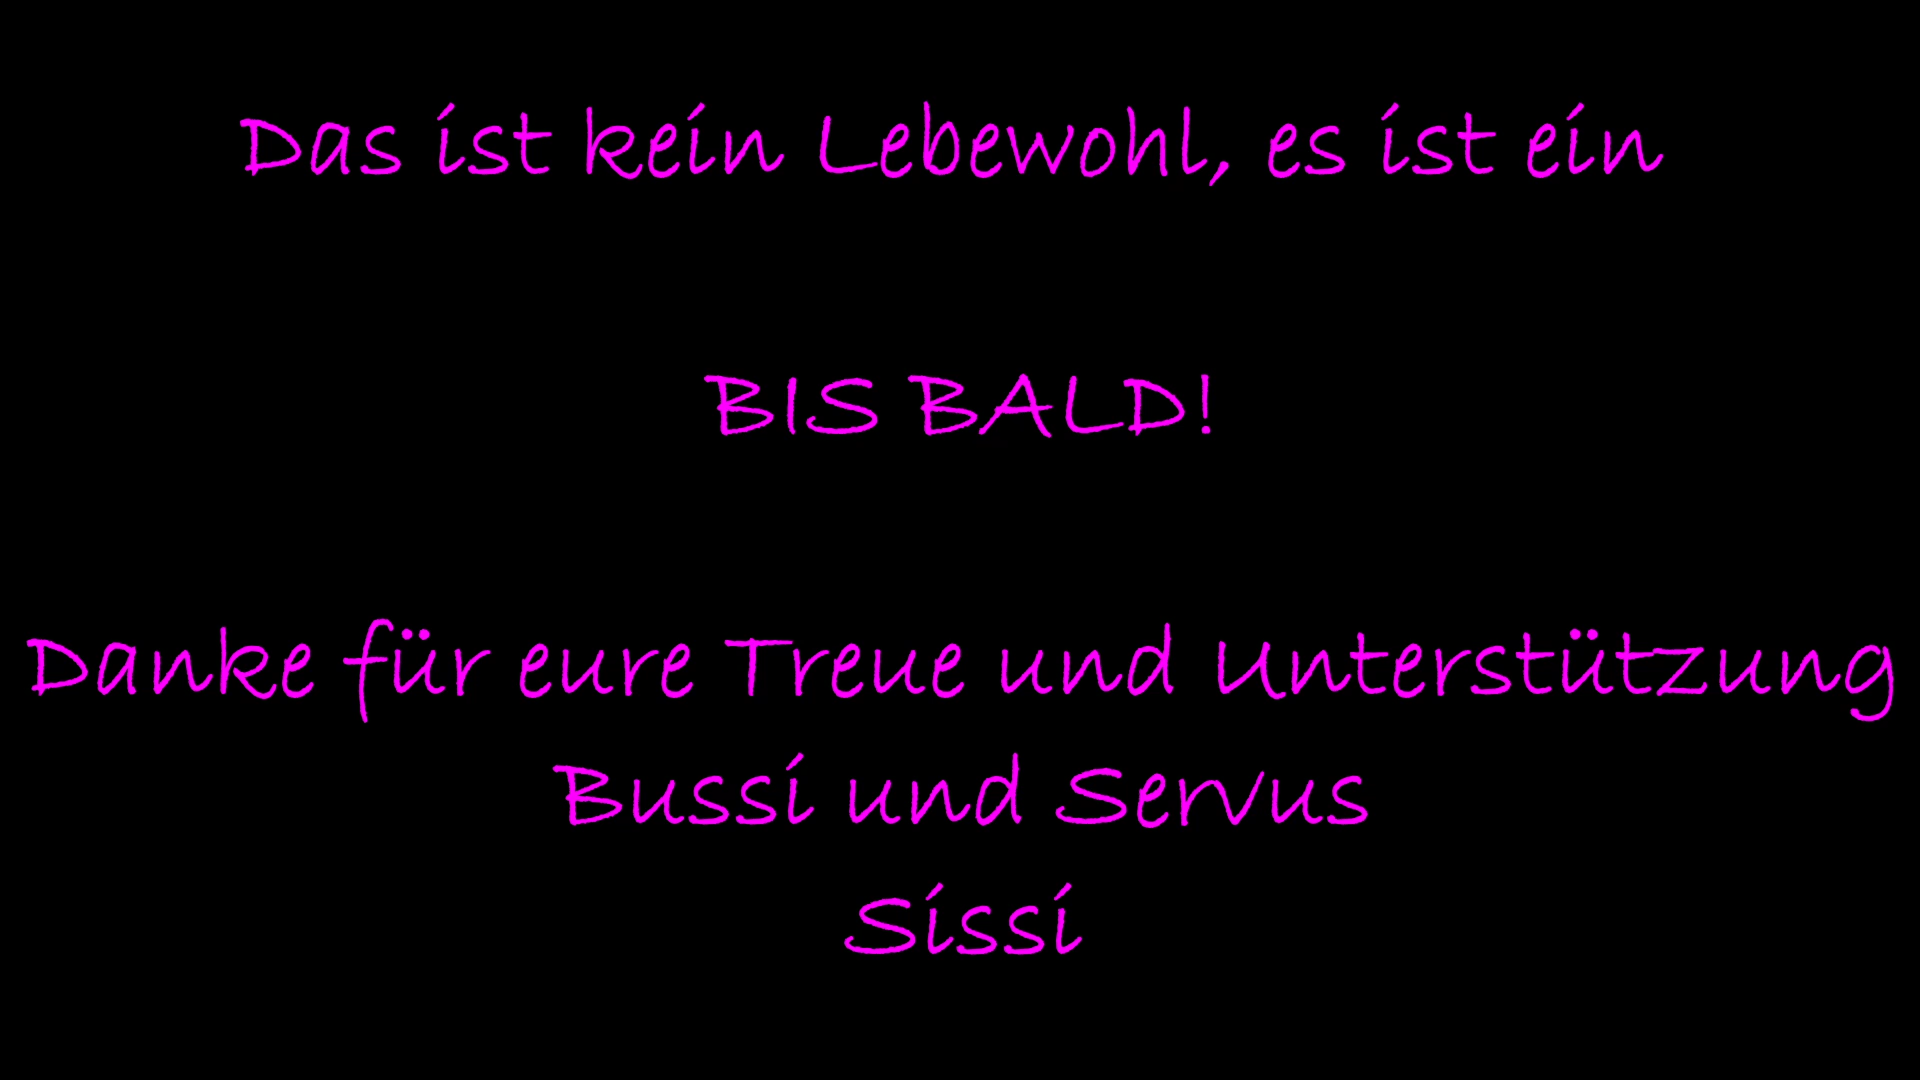 Das ist kein Lebewohl, es ist ein
BIS BALD!
Danke für eure Treue und Unterstützung
Bussi und Servus
Sissi